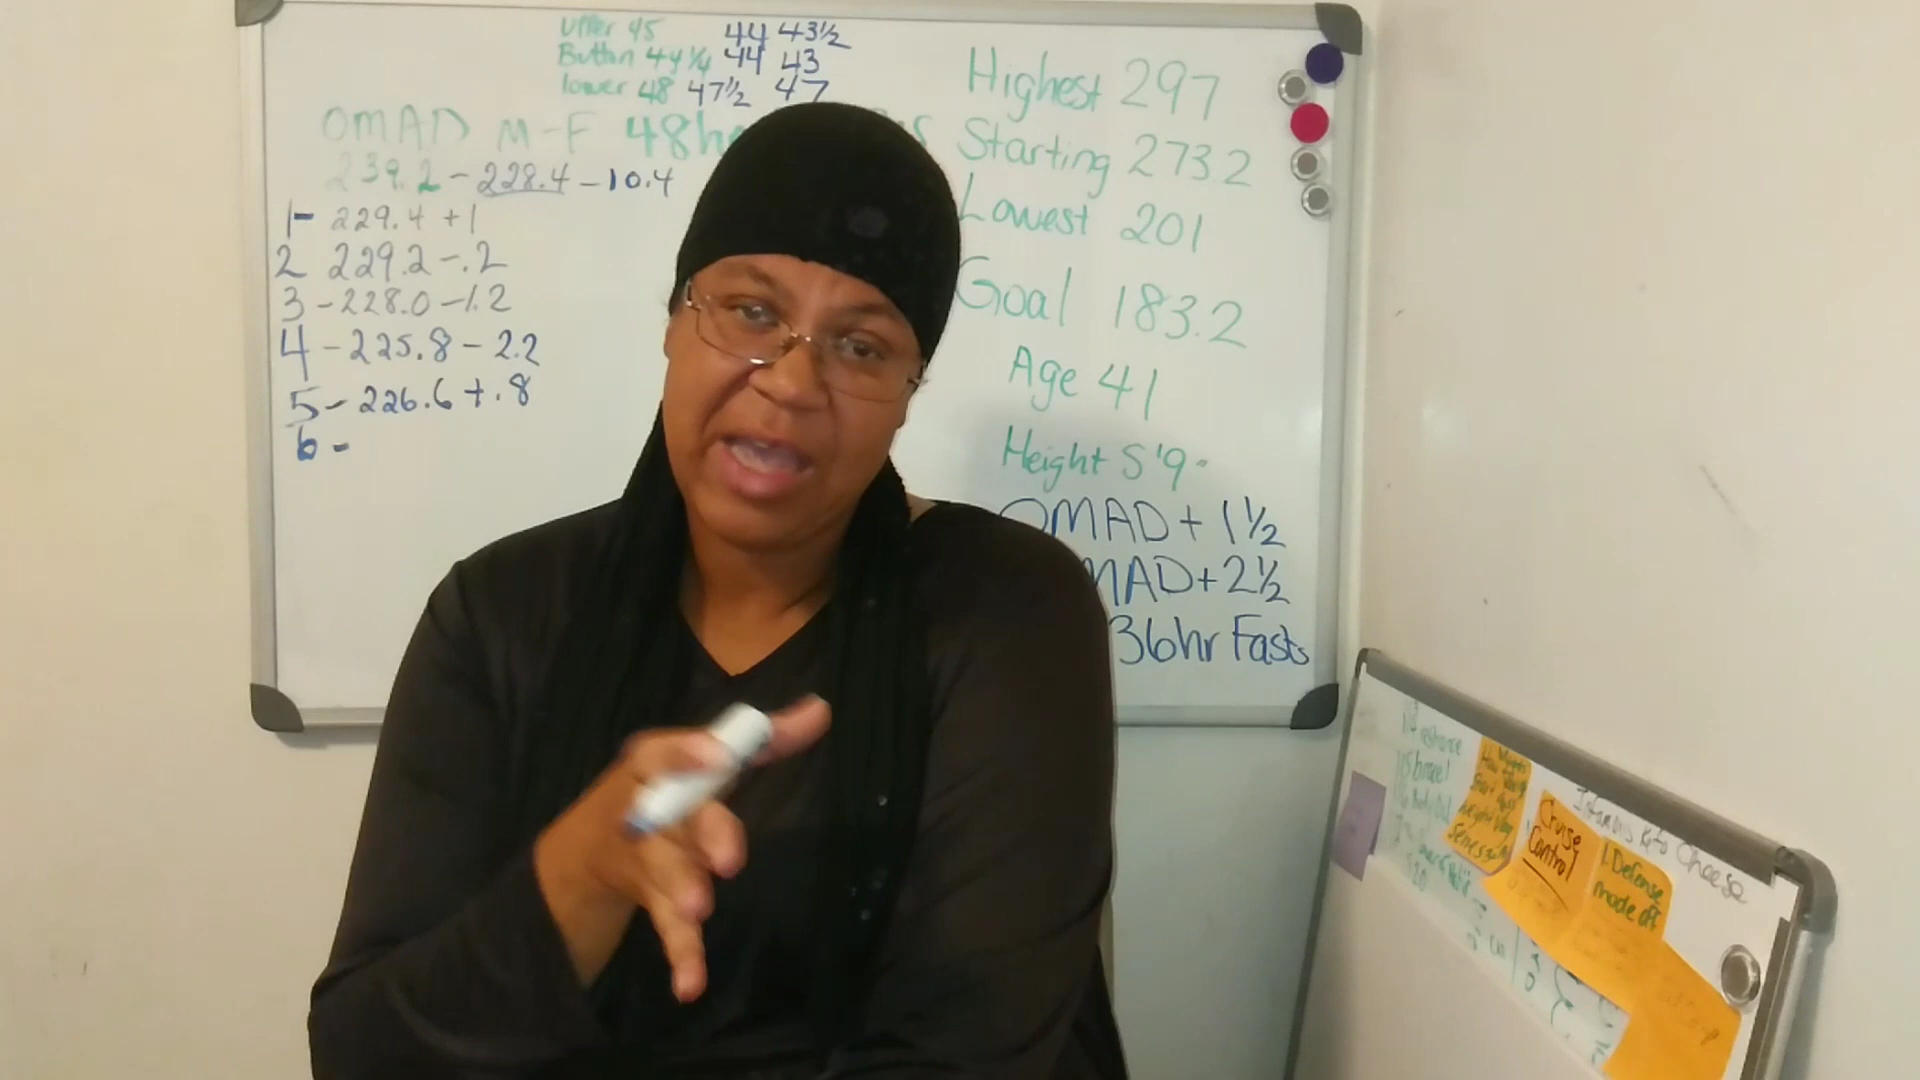 Upper 45 44 43½
Button 44¼ 44 43
lower 48 47½ 47
OMAD M-F 48h
239.2 - 228.4 - 10.4
1- 229.4 +1
2 229.2 -.2
3 - 228.0 - 1.2
4 - 225.8 - 2.2
5 - 226.6 + .8
6 -
Highest 297
Starting 273.2
Lowest 201
Goal 183.2
Age 41
Height 5'9"
OMAD + 1½
MAD + 2½
36hr Fasts
Cheese
Cruise
Control
1. Defense
mode off